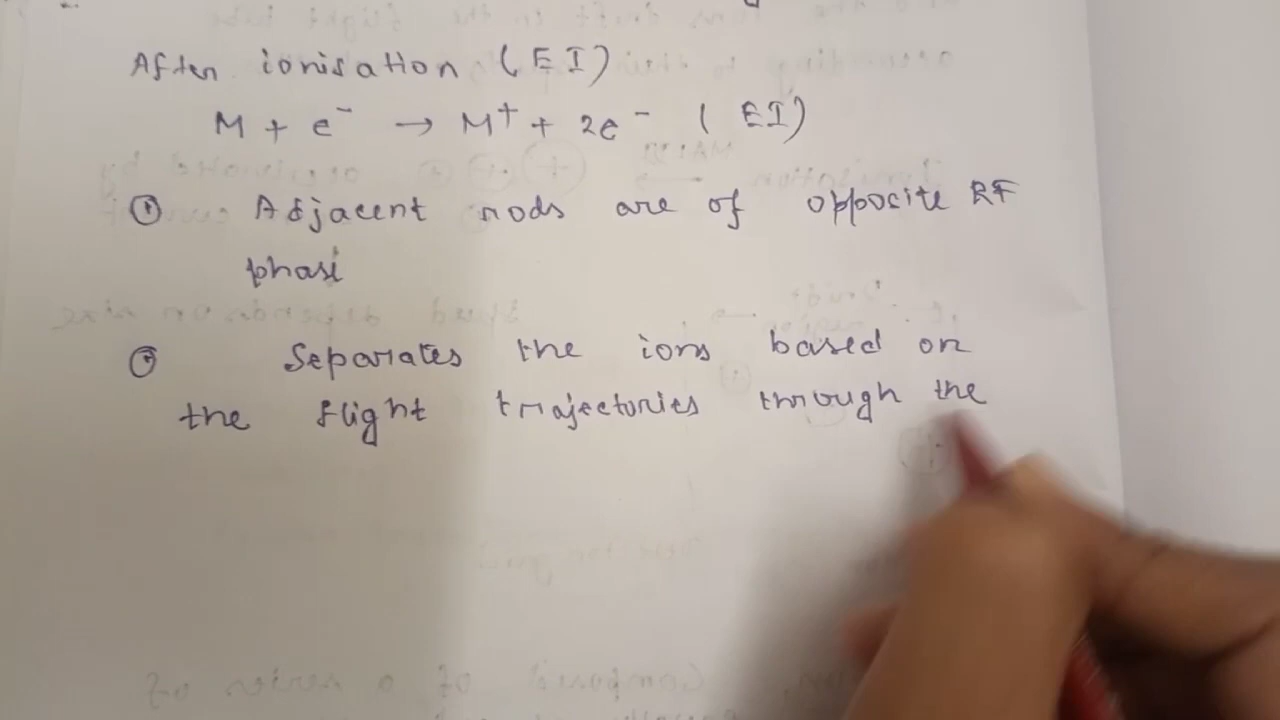 After ionisation (EI)
M + e⁻ → M⁺ + 2e⁻ ( EI)
① Adjacent rods are of opposite RF
phase
② Separates the ions based on
the flight trajectories through the